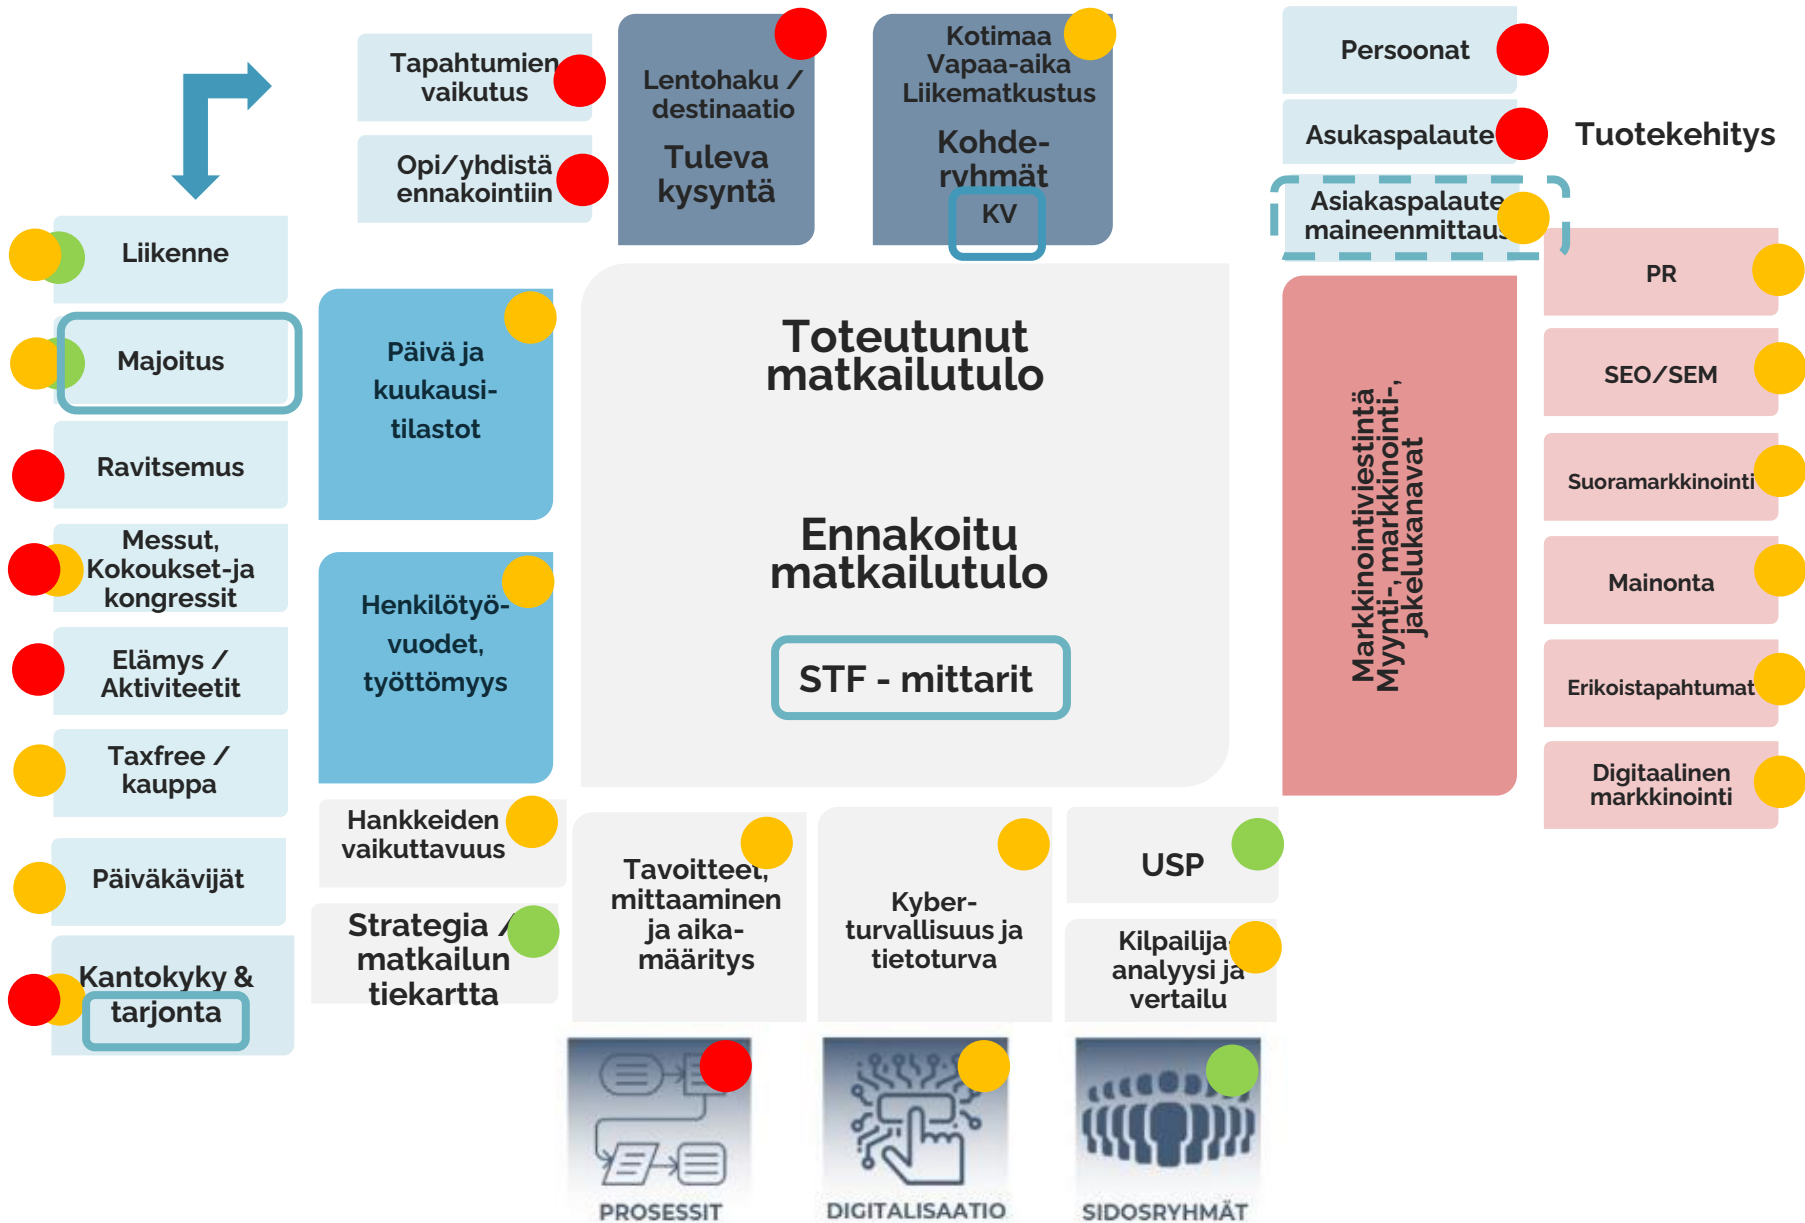 Tapahtumien
vaikutus
Opi/yhdistä
ennakointiin
Lentohaku /
destinaatio
Tuleva
kysyntä
Kotimaa
Vapaa-aika
Liikematkustus
Kohde-
ryhmät
KV
Persoonat
Asukaspalaute
Asiakaspalaute
maineenmittaus
Tuotekehitys
Liikenne
Majoitus
Ravitsemus
Messut,
Kokoukset-ja
kongressit
Elämys /
Aktiviteetit
Taxfree /
kauppa
Päiväkävijät
Kantokyky &
tarjonta
Päivä ja
kuukausi-
tilastot
Henkilötyö-
vuodet,
työttömyys
Toteutunut
matkailutulo
Ennakoitu
matkailutulo
STF - mittarit
Markkinointiviestintä
Myynti-, markkinointi-,
jakelukanavat
PR
SEO/SEM
Suoramarkkinointi
Mainonta
Erikoistapahtumat
Digitaalinen
markkinointi
Hankkeiden
vaikuttavuus
Strategia /
matkailun
tiekartta
Tavoitteet,
mittaaminen
ja aika-
määritys
Kyber-
turvallisuus ja
tietoturva
USP
Kilpailija-
analyysi ja
vertailu
PROSESSIT
DIGITALISAATIO
SIDOSRYHMÄT